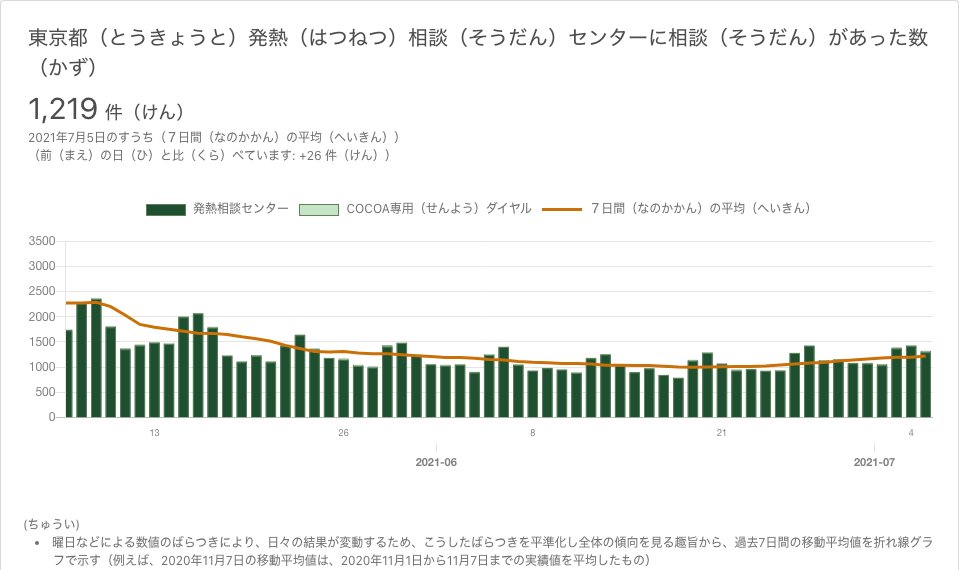 東京都（とうきょうと）発熱（はつねつ）相談（そうだん）センターに相談（そうだん）があった数
（かず）
1,219 件（けん）
2021年7月5日のすうち（７日間（なのかかん）の平均（へいきん））
（前（まえ）の日（ひ）と比（くら）べています: +26 件（けん））
発熱相談センター COCOA専用（せんよう）ダイヤル ７日間（なのかかん）の平均（へいきん）
3500
3000
2500
2000
1500
1000
500
0
13 26 8 21 4
2021-06 2021-07
(ちゅうい)
• 曜日などによる数値のばらつきにより、日々の結果が変動するため、こうしたばらつきを平準化し全体の傾向を見る趣旨から、過去7日間の移動平均値を折れ線グラ
フで示す（例えば、2020年11月7日の移動平均値は、2020年11月1日から11月7日までの実績値を平均したもの）